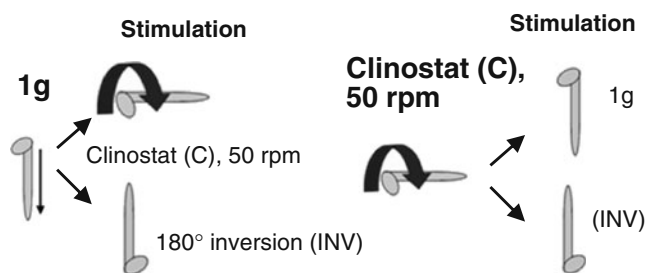 Stimulation
1g
Clinostat (C), 50 rpm
180° inversion (INV)
Stimulation
Clinostat (C),
50 rpm
1g
(INV)